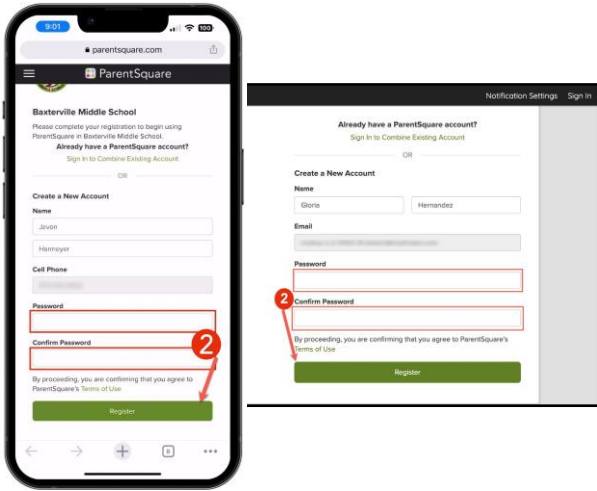 9:01
100
parentsquare.com
ParentSquare
Baxterville Middle School
Please complete your registration to begin using
ParentSquare in Baxterville Middle School.
Already have a ParentSquare account?
Sign In to Combine Existing Account
OR
Create a New Account
Name
Javon
Harmoyer
Cell Phone
Password
Confirm Password
2
By proceeding, you are confirming that you agree to
ParentSquare's Terms of Use
Register
8
Notification Settings Sign In
Already have a ParentSquare account?
Sign In to Combine Existing Account
OR
Create a New Account
Name
Gloria Hernandez
Email
Password
2
Confirm Password
By proceeding, you are confirming that you agree to ParentSquare's
Terms of Use
Register